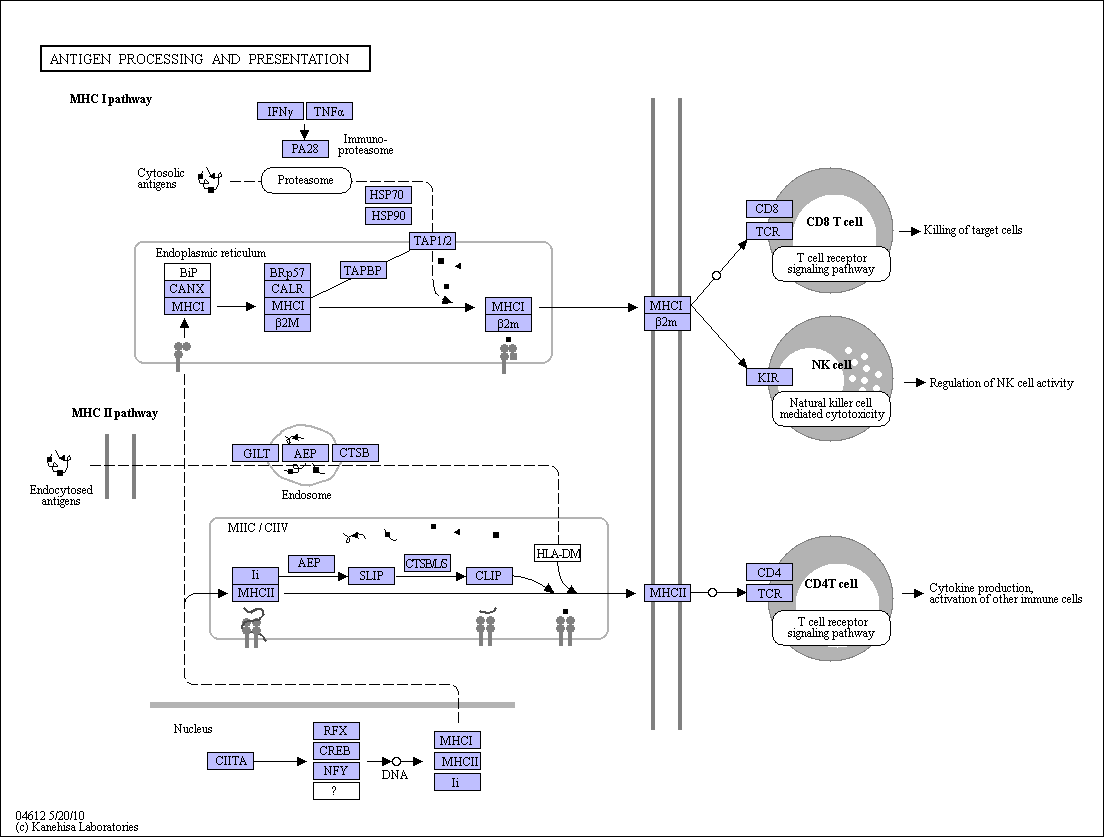 ANTIGEN PROCESSING AND PRESENTATION
MHC I pathway
IFNγ
TNFα
PA28
Immuno-
proteasome
Cytosolic
antigens
Proteasome
HSP70
HSP90
TAP1/2
Endoplasmic reticulum
BiP
CANX
MHCI
BRp57
CALR
MHCI
β2M
TAPBP
MHCI
β2m
MHCI
β2m
CD8
TCR
CD8 T cell
T cell receptor
signaling pathway
Killing of target cells
KIR
NK cell
Natural killer cell
mediated cytotoxicity
Regulation of NK cell activity
MHC II pathway
Endocytosed
antigens
GILT
AEP
CTSB
Endosome
MIIC / CIIV
Ii
MHCII
AEP
SLIP
CTSB/L/S
CLIP
HLA-DM
MHCII
CD4
TCR
CD4T cell
T cell receptor
signaling pathway
Cytokine production,
activation of other immune cells
Nucleus
CIITA
RFX
CREB
NFY
?
DNA
MHCI
MHCII
Ii
04612 5/20/10
(c) Kanehisa Laboratories